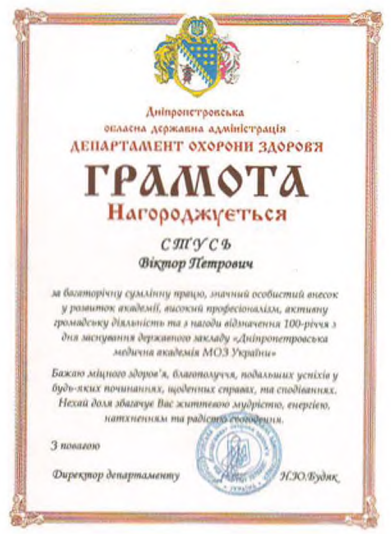 Дніпропетровська
обласна державна адміністрація
ДЕПАРТАМЕНТ ОХОРОНИ ЗДОРОВ'Я
ГРАМОТА
Нагороджується
СТУСЬ
Віктор Петрович
за багаторічну сумлінну працю, значний особистий внесок
у розвиток академії, високий професіоналізм, активну
громадську діяльність та з нагоди відзначення 100-річчя з
дня заснування державного закладу «Дніпропетровська
медична академія МОЗ України»
Бажаю міцного здоров'я, благополуччя, подальших успіхів у
будь-яких починаннях, щоденних справах, та сподіваннях.
Нехай доля збагачує Вас життєвою мудрістю, енергією,
натхненням та радістю сьогодення.
З повагою
Директор департаменту Н.Ю.Будяк